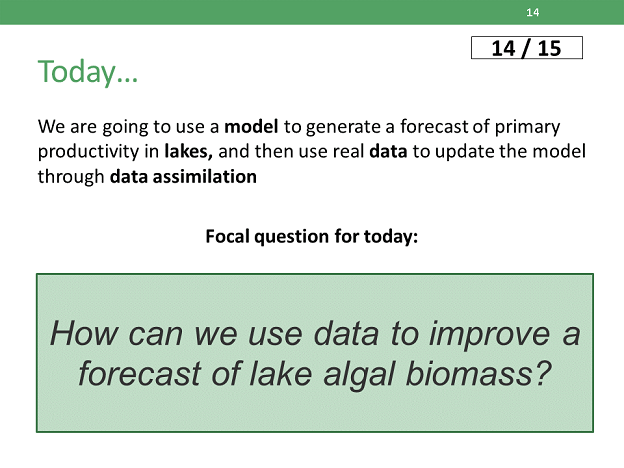 14
14 / 15
Today...
We are going to use a model to generate a forecast of primary
productivity in lakes, and then use real data to update the model
through data assimilation
Focal question for today:
How can we use data to improve a
forecast of lake algal biomass?